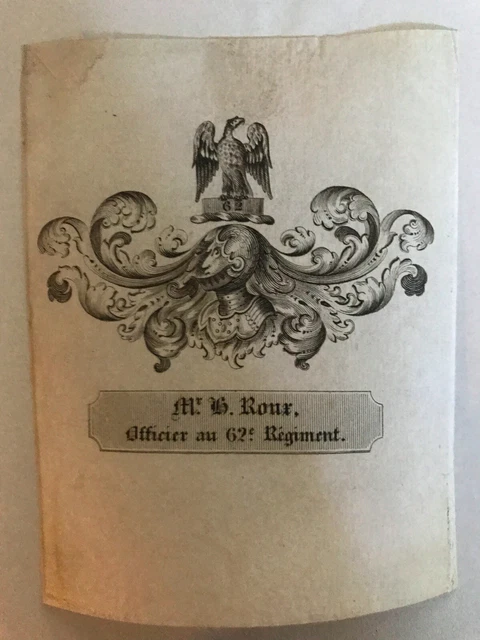 62
Mr H. Roux,
Officier au 62e Régiment.